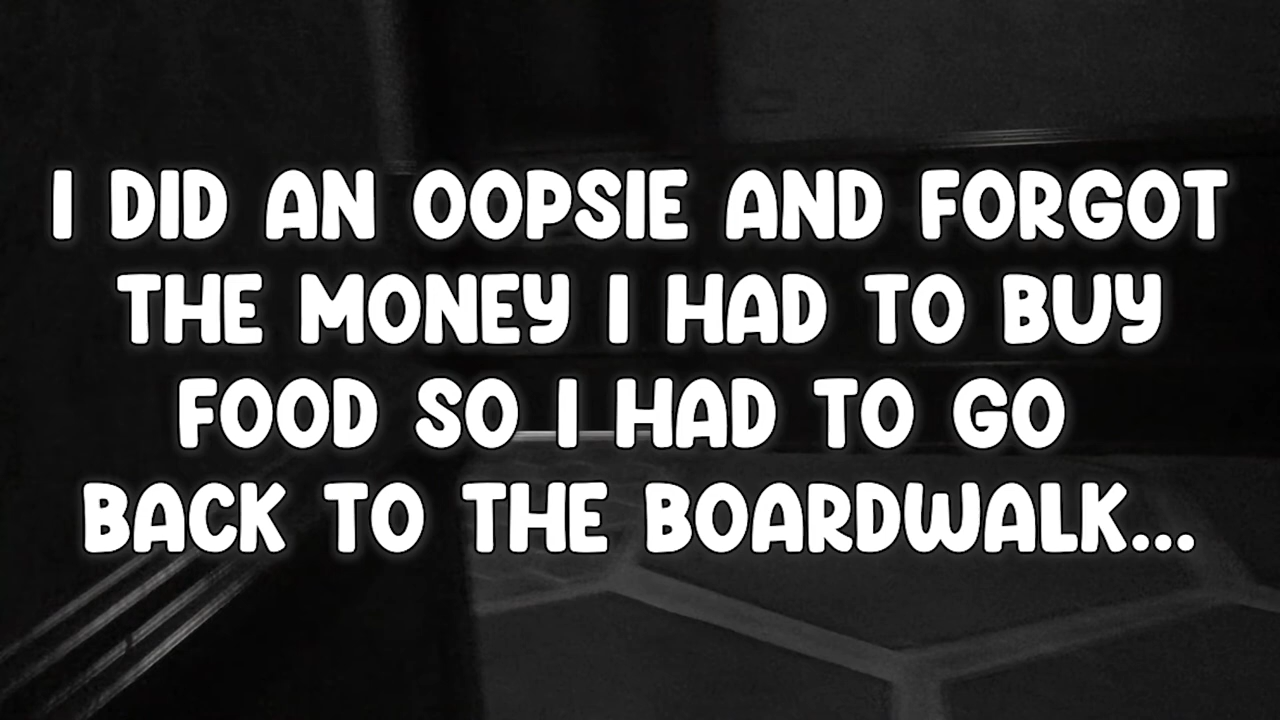 I DID AN OOPSIE AND FORGOT
THE MONEY I HAD TO BUY
FOOD SO I HAD TO GO
BACK TO THE BOARDWALK...